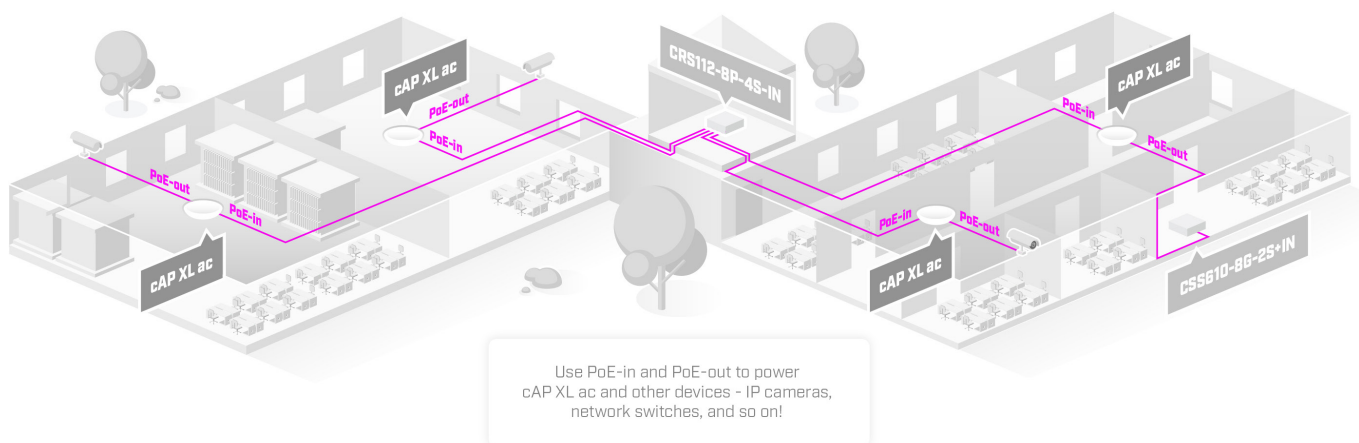 CRS112-8P-4S-IN
cAP XL ac
PoE-out
PoE-in
PoE-out
PoE-in
cAP XL ac
cAP XL ac
PoE-in
PoE-out
PoE-in
PoE-out
cAP XL ac
CSS610-8G-2S+IN
Use PoE-in and PoE-out to power
cAP XL ac and other devices - IP cameras,
network switches, and so on!